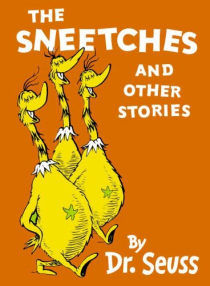 THE
SNEETCHES
AND
OTHER
STORIES
By
Dr. Seuss